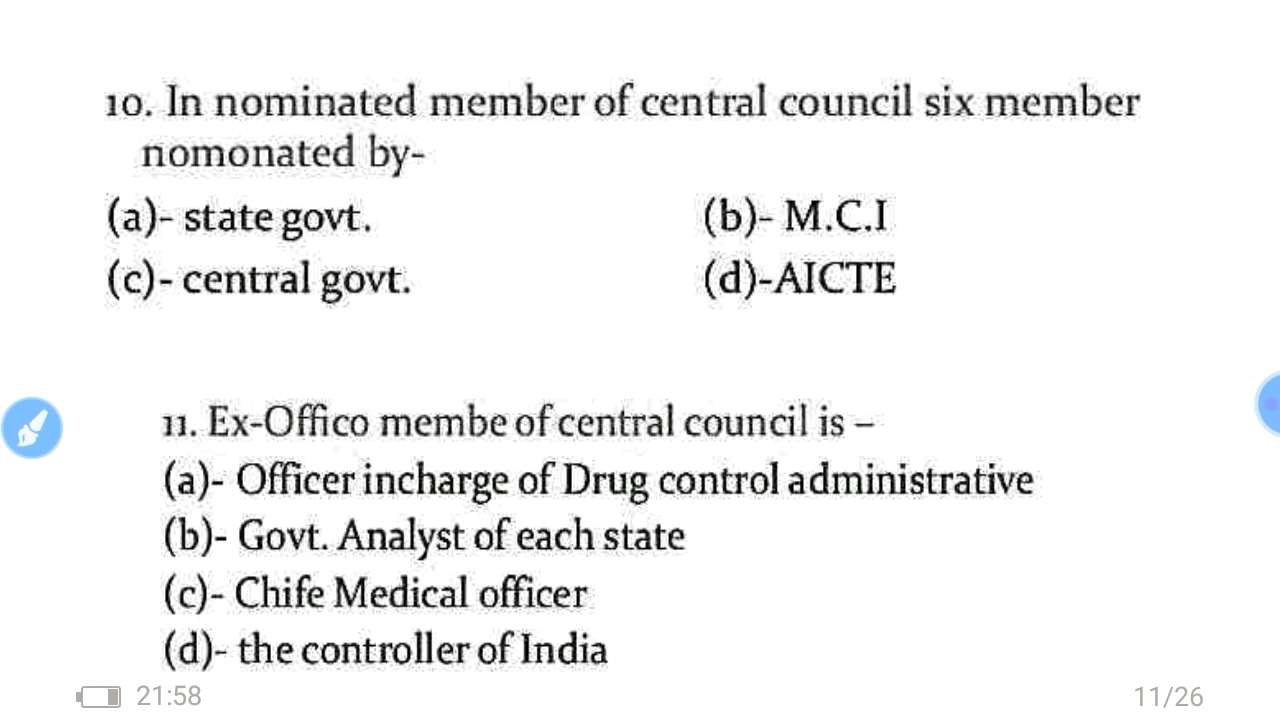 10. In nominated member of central council six member
nomonated by-
(a)- state govt.
(b)- M.C.I
(c)- central govt.
(d)-AICTE
11. Ex-Offico membe of central council is –
(a)- Officer incharge of Drug control administrative
(b)- Govt. Analyst of each state
(c)- Chife Medical officer
(d)- the controller of India
21:58
11/26